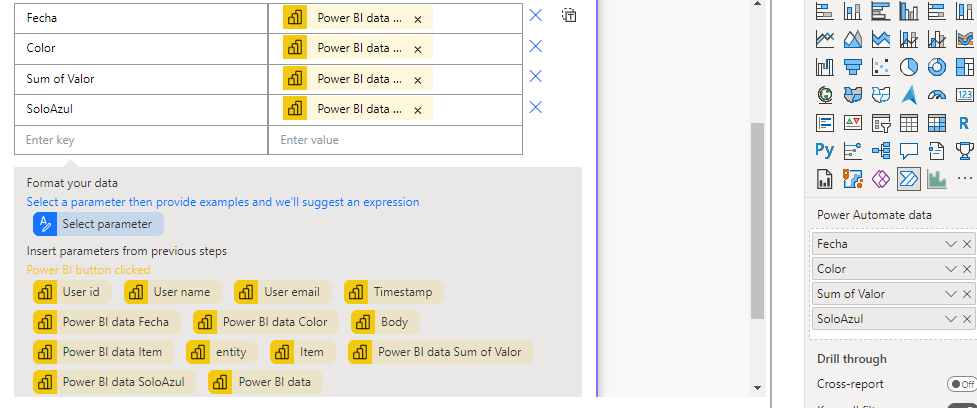 Fecha Power BI data ...
Color Power BI data ...
Sum of Valor Power BI data ...
SoloAzul Power BI data ...
Enter key Enter value
Format your data
Select a parameter then provide examples and we'll suggest an expression
Select parameter
Insert parameters from previous steps
Power BI button clicked
User id User name User email Timestamp
Power BI data Fecha Power BI data Color Body
Power BI data Item entity Item Power BI data Sum of Valor
Power BI data SoloAzul Power BI data
123
R
Py
...
Power Automate data
Fecha
Color
Sum of Valor
SoloAzul
Drill through
Cross-report Off